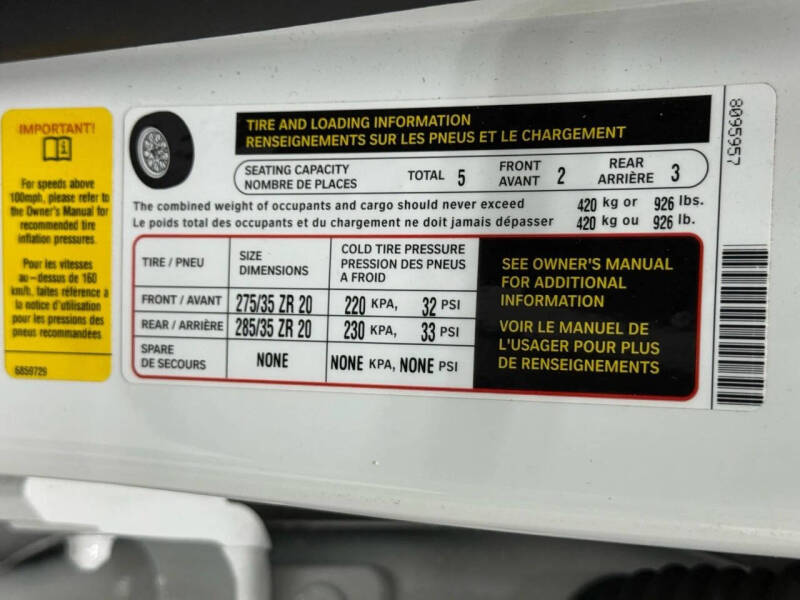 IMPORTANT!
For speeds above
100mph, please refer to
the Owner's Manual for
recommended tire
inflation pressures.
Pour les vitesses
au-dessus de 160
km/h, faites référence à
la notice d'utilisation
pour les pressions des
pneus recommandées
6859729
TIRE AND LOADING INFORMATION
RENSEIGNEMENTS SUR LES PNEUS ET LE CHARGEMENT
SEATING CAPACITY
NOMBRE DE PLACES
TOTAL 5
FRONT
AVANT 2
REAR
ARRIÈRE 3
The combined weight of occupants and cargo should never exceed 420 kg or 926 lbs.
Le poids total des occupants et du chargement ne doit jamais dépasser 420 kg ou 926 lb.
TIRE / PNEU
SIZE
DIMENSIONS
COLD TIRE PRESSURE
PRESSION DES PNEUS
A FROID
FRONT / AVANT 275/35 ZR 20 220 KPA, 32 PSI
REAR / ARRIÈRE 285/35 ZR 20 230 KPA, 33 PSI
SPARE
DE SECOURS
NONE NONE KPA, NONE PSI
SEE OWNER'S MANUAL
FOR ADDITIONAL
INFORMATION
VOIR LE MANUEL DE
L'USAGER POUR PLUS
DE RENSEIGNEMENTS
8095957